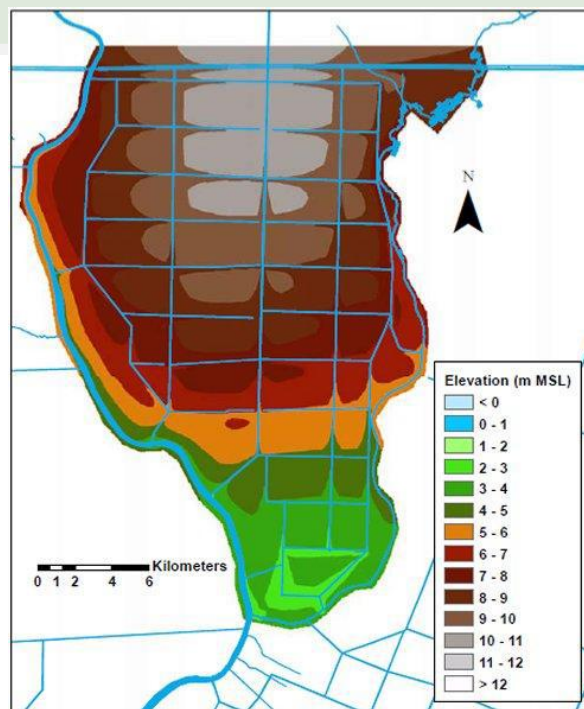 N
Elevation (m MSL)
< 0
0 - 1
1 - 2
2 - 3
3 - 4
4 - 5
5 - 6
6 - 7
7 - 8
8 - 9
9 - 10
10 - 11
11 - 12
> 12
Kilometers
0 1 2 4 6